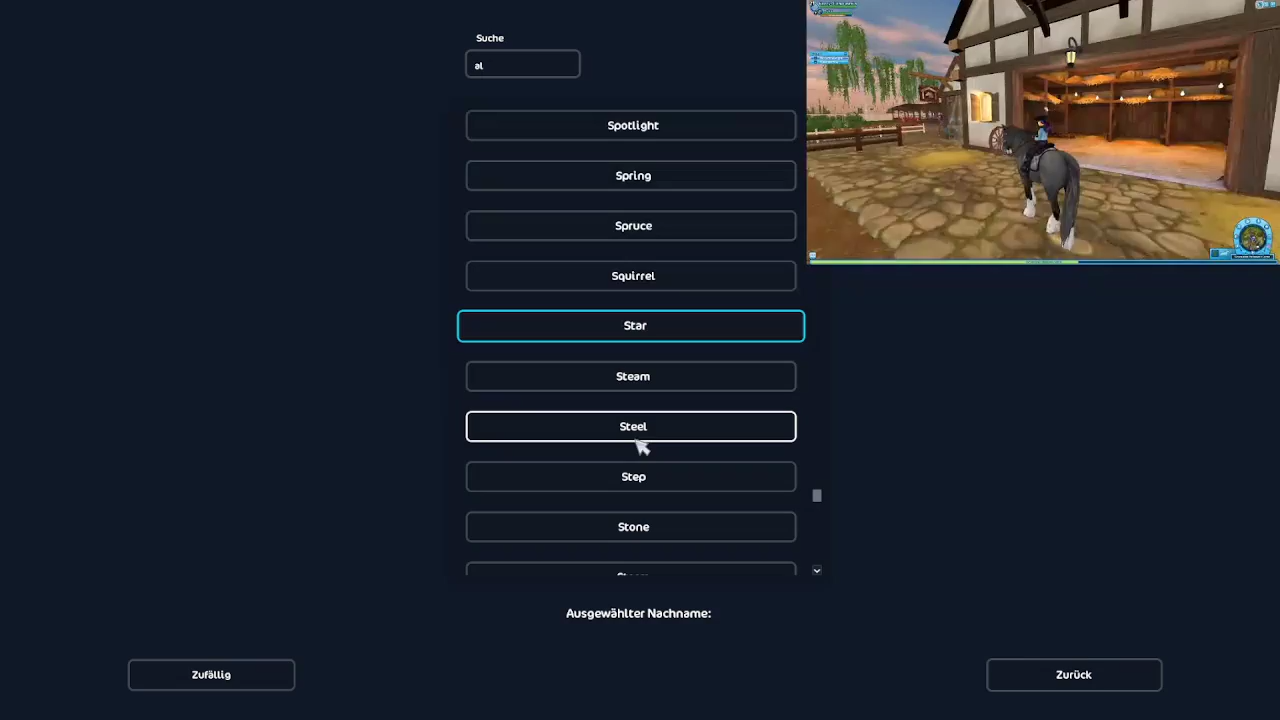 Suche
al
Spotlight
Spring
Spruce
Squirrel
Star
Steam
Steel
Step
Stone
Ausgewählter Nachname:
Zufällig
Zurück